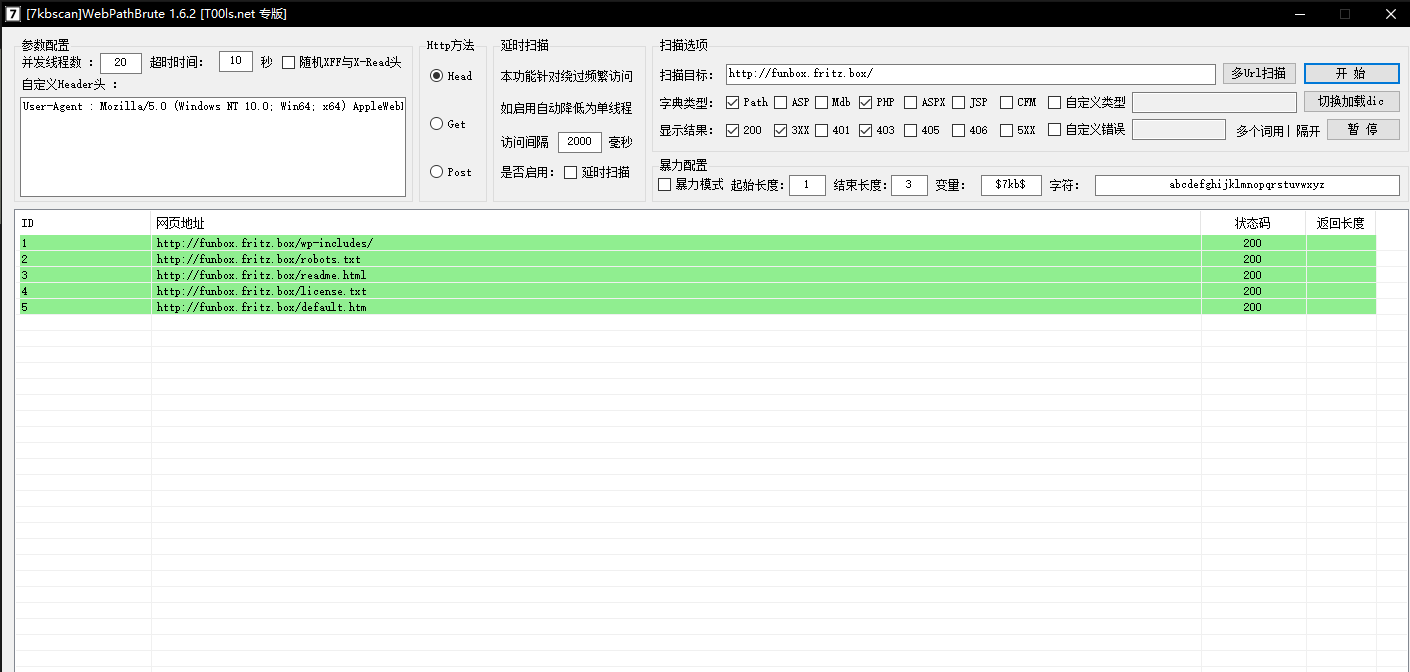 7 [7kbscan]WebPathBrute 1.6.2 [T00ls.net 专版]
参数配置
并发线程数 : 20 超时时间: 10 秒 随机XFF与X-Read头
自定义Header头 :
User-Agent : Mozilla/5.0 (Windows NT 10.0; Win64; x64) AppleWeb
Http方法
Head
Get
Post
延时扫描
本功能针对绕过频繁访问
如启用自动降低为单线程
访问间隔 2000 毫秒
是否启用: 延时扫描
扫描选项
扫描目标: http://funbox.fritz.box/ 多Url扫描 开 始
字典类型: Path ASP Mdb PHP ASPX JSP CFM 自定义类型 切换加载dic
显示结果: 200 3XX 401 403 405 406 5XX 自定义错误 多个词用| 隔开 暂 停
暴力配置
暴力模式 起始长度: 1 结束长度: 3 变量: $7kb$ 字符: abcdefghijklmnopqrstuvwxyz
ID 网页地址 状态码 返回长度
1 http://funbox.fritz.box/wp-includes/ 200
2 http://funbox.fritz.box/robots.txt 200
3 http://funbox.fritz.box/readme.html 200
4 http://funbox.fritz.box/license.txt 200
5 http://funbox.fritz.box/default.htm 200